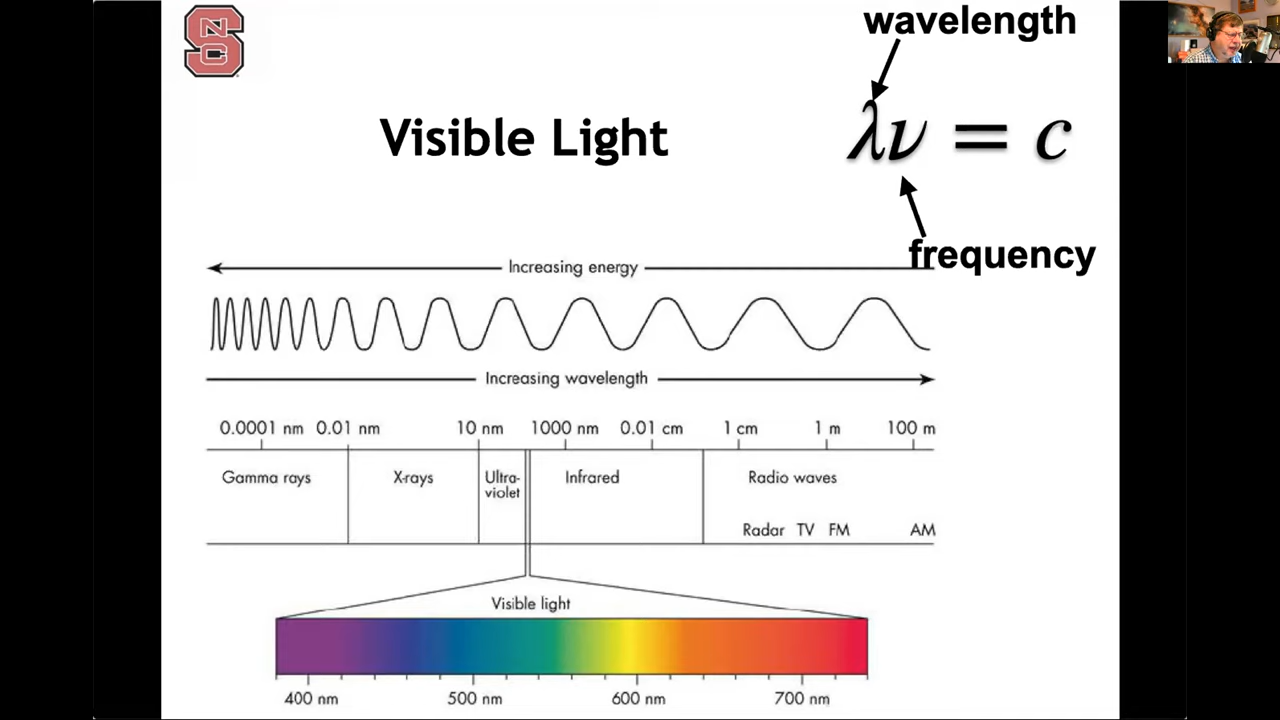 NC
S
wavelength
Visible Light
λν = c
frequency
Increasing energy
Increasing wavelength
0.0001 nm 0.01 nm 10 nm 1000 nm 0.01 cm 1 cm 1 m 100 m
Gamma rays X-rays Ultra- Infrared Radio waves
violet
Radar TV FM AM
Visible light
400 nm 500 nm 600 nm 700 nm